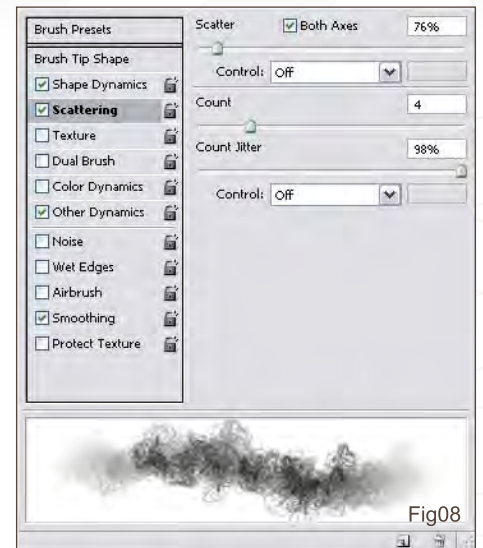 Brush Presets
Brush Tip Shape
Shape Dynamics
Scattering
Texture
Dual Brush
Color Dynamics
Other Dynamics
Noise
Wet Edges
Airbrush
Smoothing
Protect Texture
Scatter Both Axes 76%
Control: Off
Count 4
Count Jitter 98%
Control: Off
Fig08